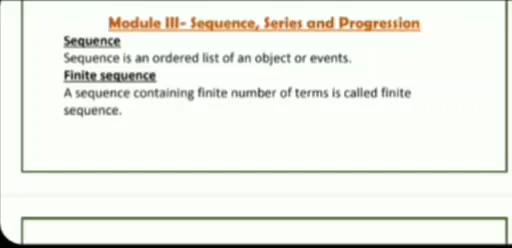 Module III- Sequence, Series and Progression
Sequence
Sequence is an ordered list of an object or events.
Finite sequence
A sequence containing finite number of terms is called finite
sequence.